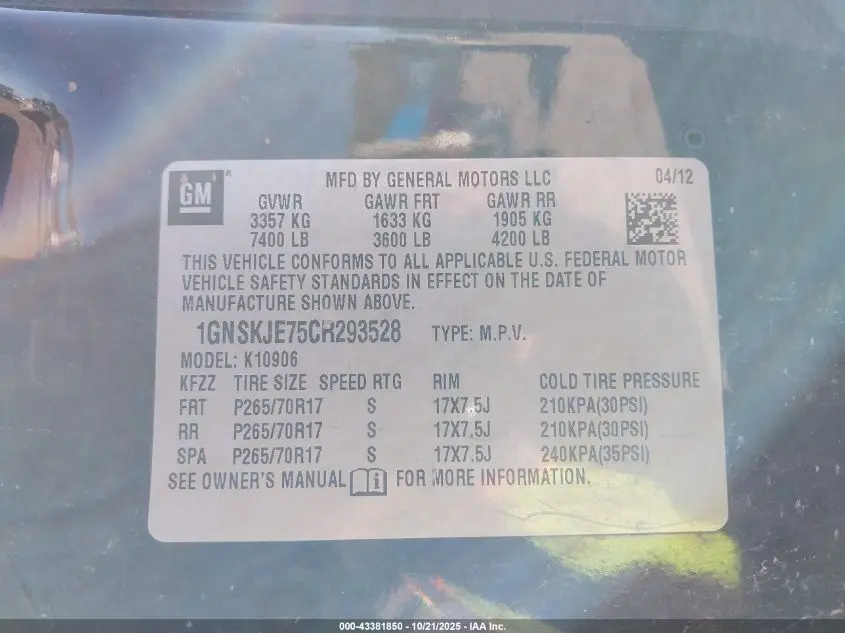 GM ® MFD BY GENERAL MOTORS LLC 04/12
GVWR GAWR FRT GAWR RR
3357 KG 1633 KG 1905 KG
7400 LB 3600 LB 4200 LB
THIS VEHICLE CONFORMS TO ALL APPLICABLE U.S. FEDERAL MOTOR
VEHICLE SAFETY STANDARDS IN EFFECT ON THE DATE OF
MANUFACTURE SHOWN ABOVE.
1GNSKJE75CR293528 TYPE: M.P.V.
MODEL: K10906
KFZZ TIRE SIZE SPEED RTG RIM COLD TIRE PRESSURE
FRT P265/70R17 S 17X7.5J 210KPA(30PSI)
RR P265/70R17 S 17X7.5J 210KPA(30PSI)
SPA P265/70R17 S 17X7.5J 240KPA(35PSI)
SEE OWNER'S MANUAL FOR MORE INFORMATION.
000-43381850 - 10/21/2025 - IAA Inc.